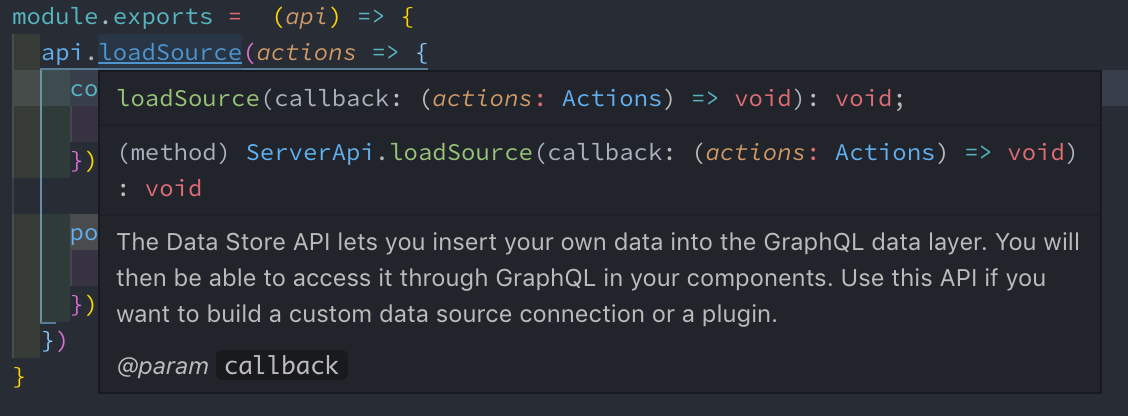 module.exports =  (api) => {
api.loadSource(actions => {
co
loadSource(callback: (actions: Actions) => void): void;
(method) ServerApi.loadSource(callback: (actions: Actions) => void)
: void
})
po
The Data Store API lets you insert your own data into the GraphQL data layer. You will
then be able to access it through GraphQL in your components. Use this API if you
want to build a custom data source connection or a plugin.
})
})
@param callback
}